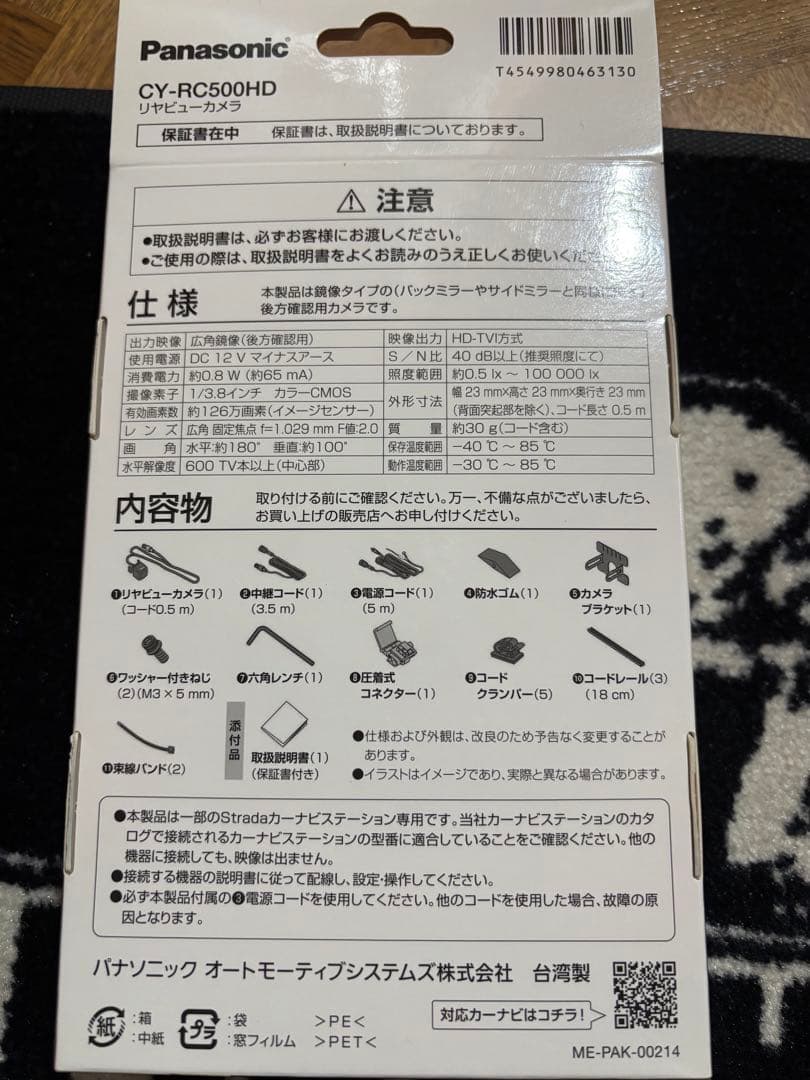 Panasonic
T4549980463130
CY-RC500HD
リヤビューカメラ
保証書在中 保証書は、取扱説明書についております。
⚠ 注意
●取扱説明書は、必ずお客様にお渡しください。
●ご使用の際は、取扱説明書をよくお読みのうえ正しくお使いくだ
仕様
本製品は鏡像タイプの(バックミラーやサイドミラーと同様に
後方確認用カメラです。
出力映像 広角鏡像(後方確認用) 映像出力 HD-TVI方式
使用電源 DC 12 V マイナスアース S/N比 40 dB以上(推奨照度にて)
消費電力 約0.8 W (約65 mA) 照度範囲 約0.5 lx ~ 100 000 lx
撮像素子 1/3.8インチ カラーCMOS 外形寸法 幅 23 mm×高さ 23 mm×奥行き 23 mm
有効画素数 約126万画素(イメージセンサー) (背面突起部を除く)、コード長さ 0.5 m
レンズ 広角 固定焦点 f=1.029 mm F値:2.0 質量 約30 g(コード含む)
画角 水平:約180° 垂直:約100° 保存温度範囲 −40 ℃ ~ 85 ℃
水平解像度 600 TV本以上(中心部) 動作温度範囲 −30 ℃ ~ 85 ℃
内容物
取り付ける前にご確認ください。万一、不備な点がございましたら、
お買い上げの販売店へお申し付けください。
❶リヤビューカメラ(1) ❷中継コード(1) ❸電源コード(1) ❹防水ゴム(1) ❺カメラ
(コード0.5 m) (3.5 m) (5 m) ブラケット(1)
❻ワッシャー付きねじ ❼六角レンチ(1) ❽圧着式 ❾コード ❿コードレール(3)
(2)(M3×5 mm) コネクター(1) クランパー(5) (18 cm)
⓫束線バンド(2)
添付品
取扱説明書(1)
(保証書付き)
●仕様および外観は、改良のため予告なく変更することが
あります。
●イラストはイメージであり、実際と異なる場合があります。
●本製品は一部のStradaカーナビステーション専用です。当社カーナビステーションのカタ
ログで接続されるカーナビステーションの型番に適合していることをご確認ください。他の
機器に接続しても、映像は出ません。
●接続する機器の説明書に従って配線し、設定・操作してください。
●必ず本製品付属の❸電源コードを使用してください。他のコードを使用した場合、故障の原
因となります。
パナソニック オートモーティブシステムズ株式会社 台湾製
紙 :箱
:中紙
プラ :袋 >PE<
:窓フィルム >PET<
対応カーナビはコチラ!
ME-PAK-00214